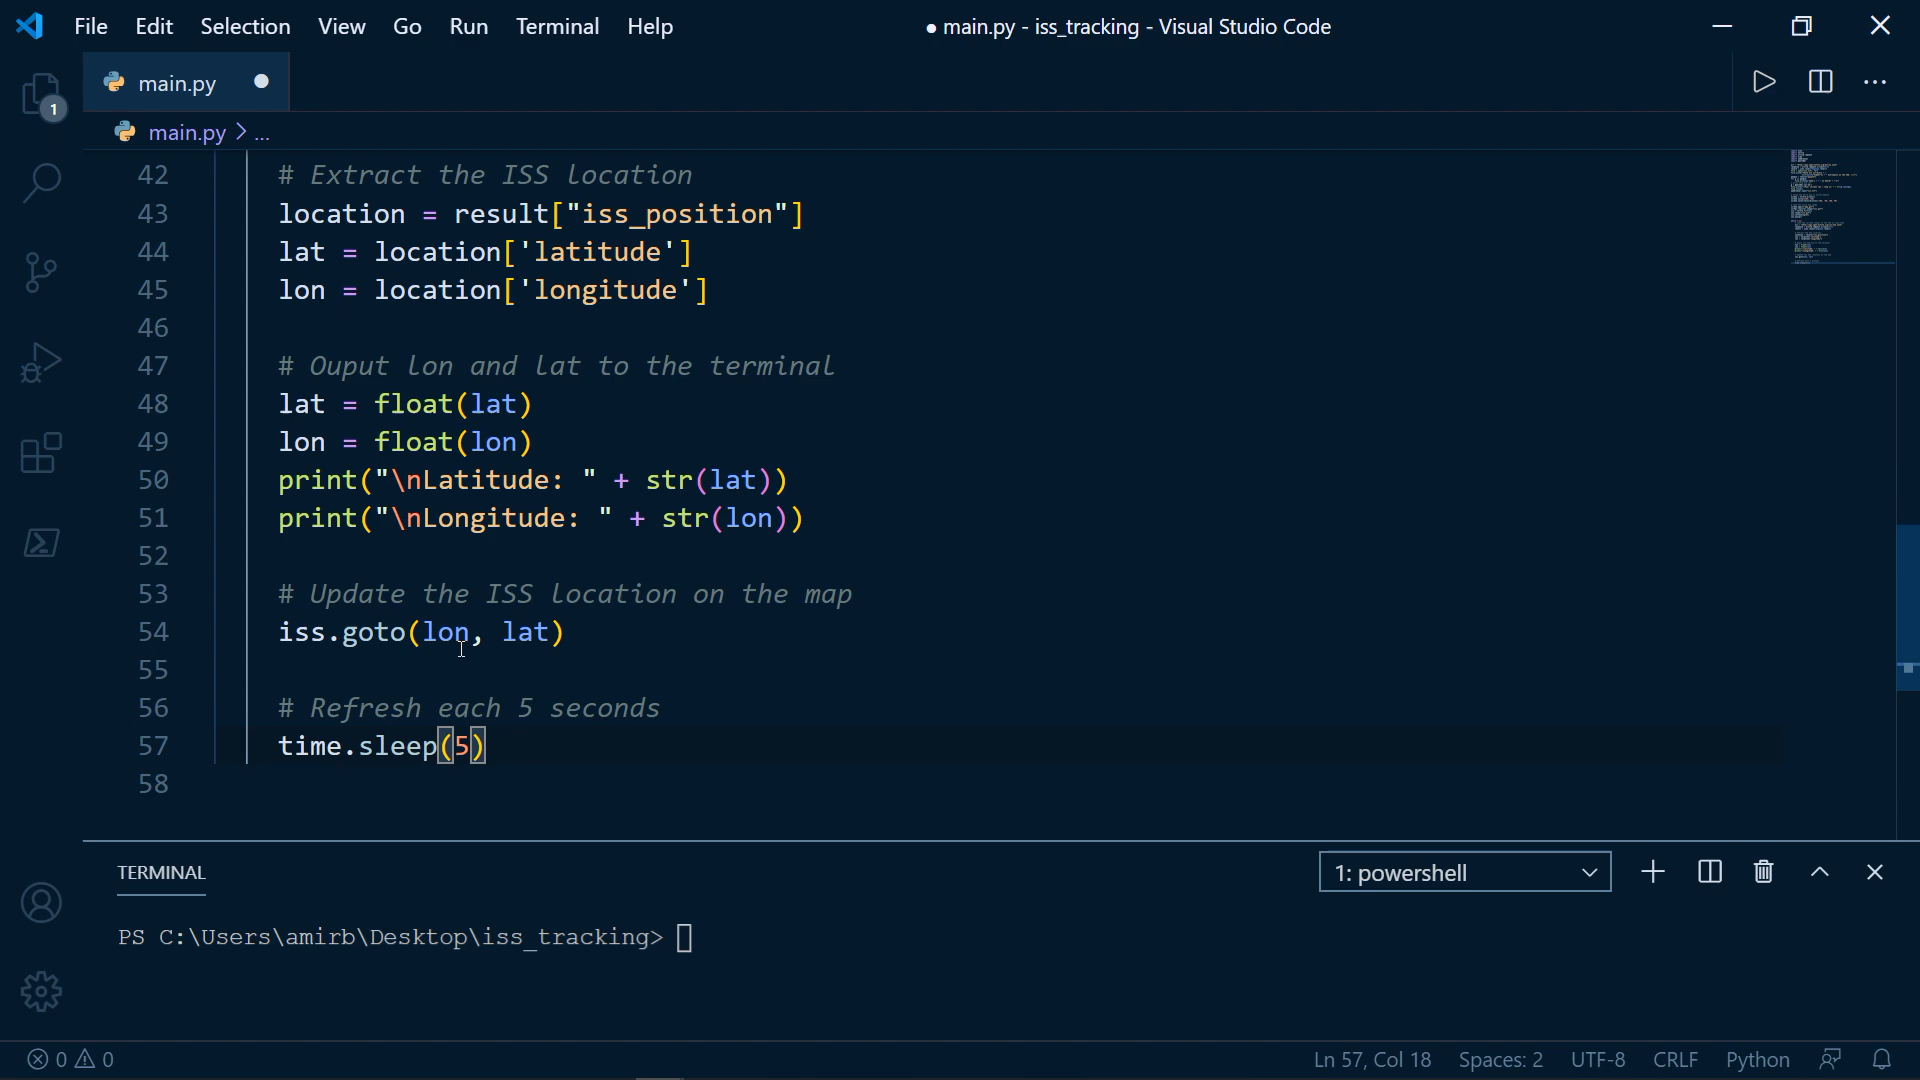 File Edit Selection View Go Run Terminal Help ● main.py - iss_tracking - Visual Studio Code
main.py ●
1
main.py > ...
42 # Extract the ISS location
43 location = result["iss_position"]
44 lat = location['latitude']
45 lon = location['longitude']
46
47 # Ouput lon and lat to the terminal
48 lat = float(lat)
49 lon = float(lon)
50 print("\nLatitude: " + str(lat))
51 print("\nLongitude: " + str(lon))
52
53 # Update the ISS location on the map
54 iss.goto(lon, lat)
55
56 # Refresh each 5 seconds
57 time.sleep(5)
58
TERMINAL 1: powershell
PS C:\Users\amirb\Desktop\iss_tracking>
0 0 Ln 57, Col 18 Spaces: 2 UTF-8 CRLF Python